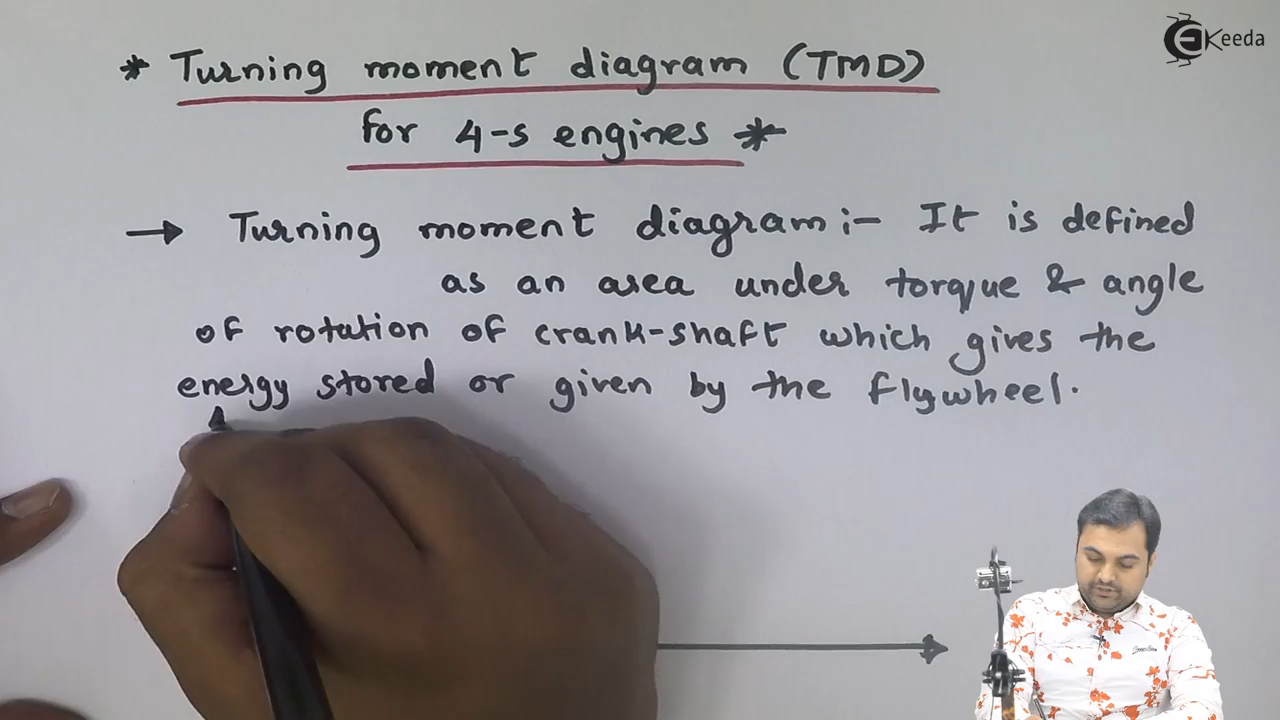 Keeda
* Turning moment diagram (TMD)
for 4-s engines *
→ Turning moment diagram :- It is defined
as an area under torque & angle
of rotation of crank-shaft which gives the
energy stored or given by the flywheel.